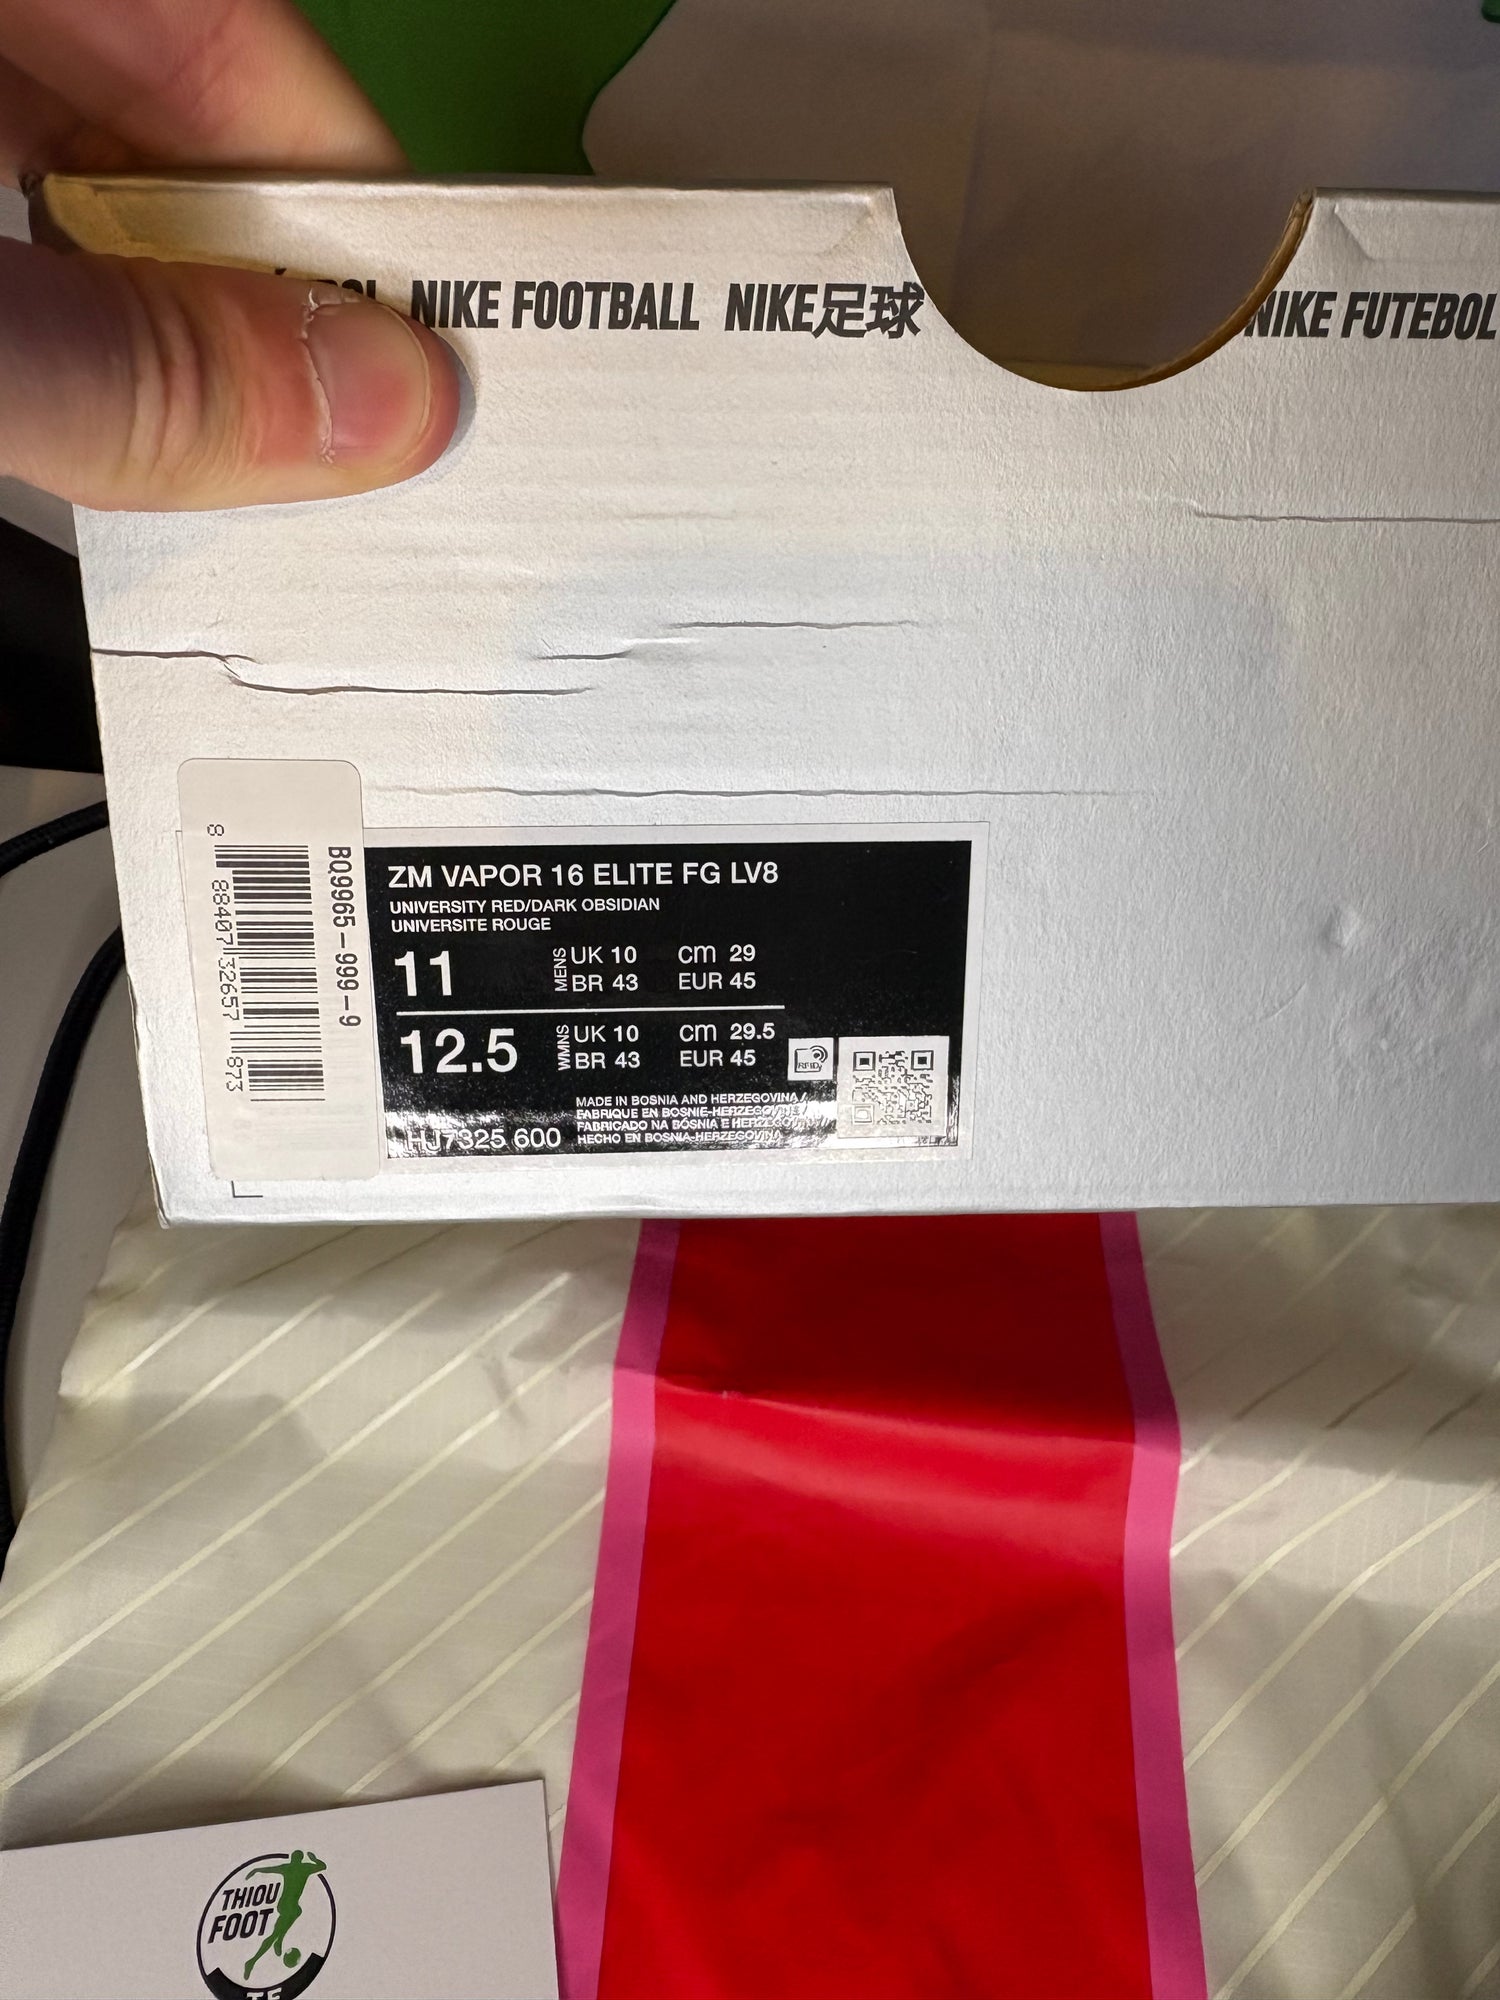 NIKE FOOTBALL NIKE足球 NIKE FUTEBOL
BQ9965-999-9
8 88407 32657 873
ZM VAPOR 16 ELITE FG LV8
UNIVERSITY RED/DARK OBSIDIAN
UNIVERSITE ROUGE
11 MENS UK 10 cm 29
BR 43 EUR 45
12.5 WMNS UK 10 cm 29.5
BR 43 EUR 45
RFID
MADE IN BOSNIA AND HERZEGOVINA /
FABRIQUE EN BOSNIE-HERZEGOVINE /
FABRICADO NA BÓSNIA E HERZEGOVINA /
HECHO EN BOSNIA-HERZEGOVINA
HJ7325 600
THIOU
FOOT